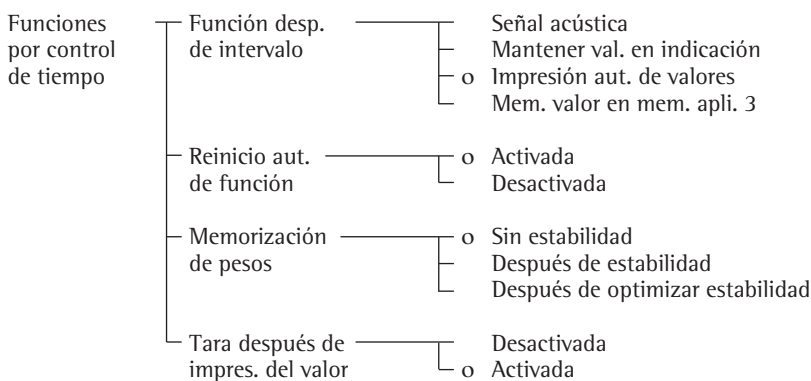 Funciones
por control
de tiempo
Función desp.
de intervalo
Señal acústica
Mantener val. en indicación
o Impresión aut. de valores
Mem. valor en mem. apli. 3
Reinicio aut.
de función
o Activada
Desactivada
Memorización
de pesos
o Sin estabilidad
Después de estabilidad
Después de optimizar estabilidad
Tara después de
impres. del valor
Desactivada
o Activada